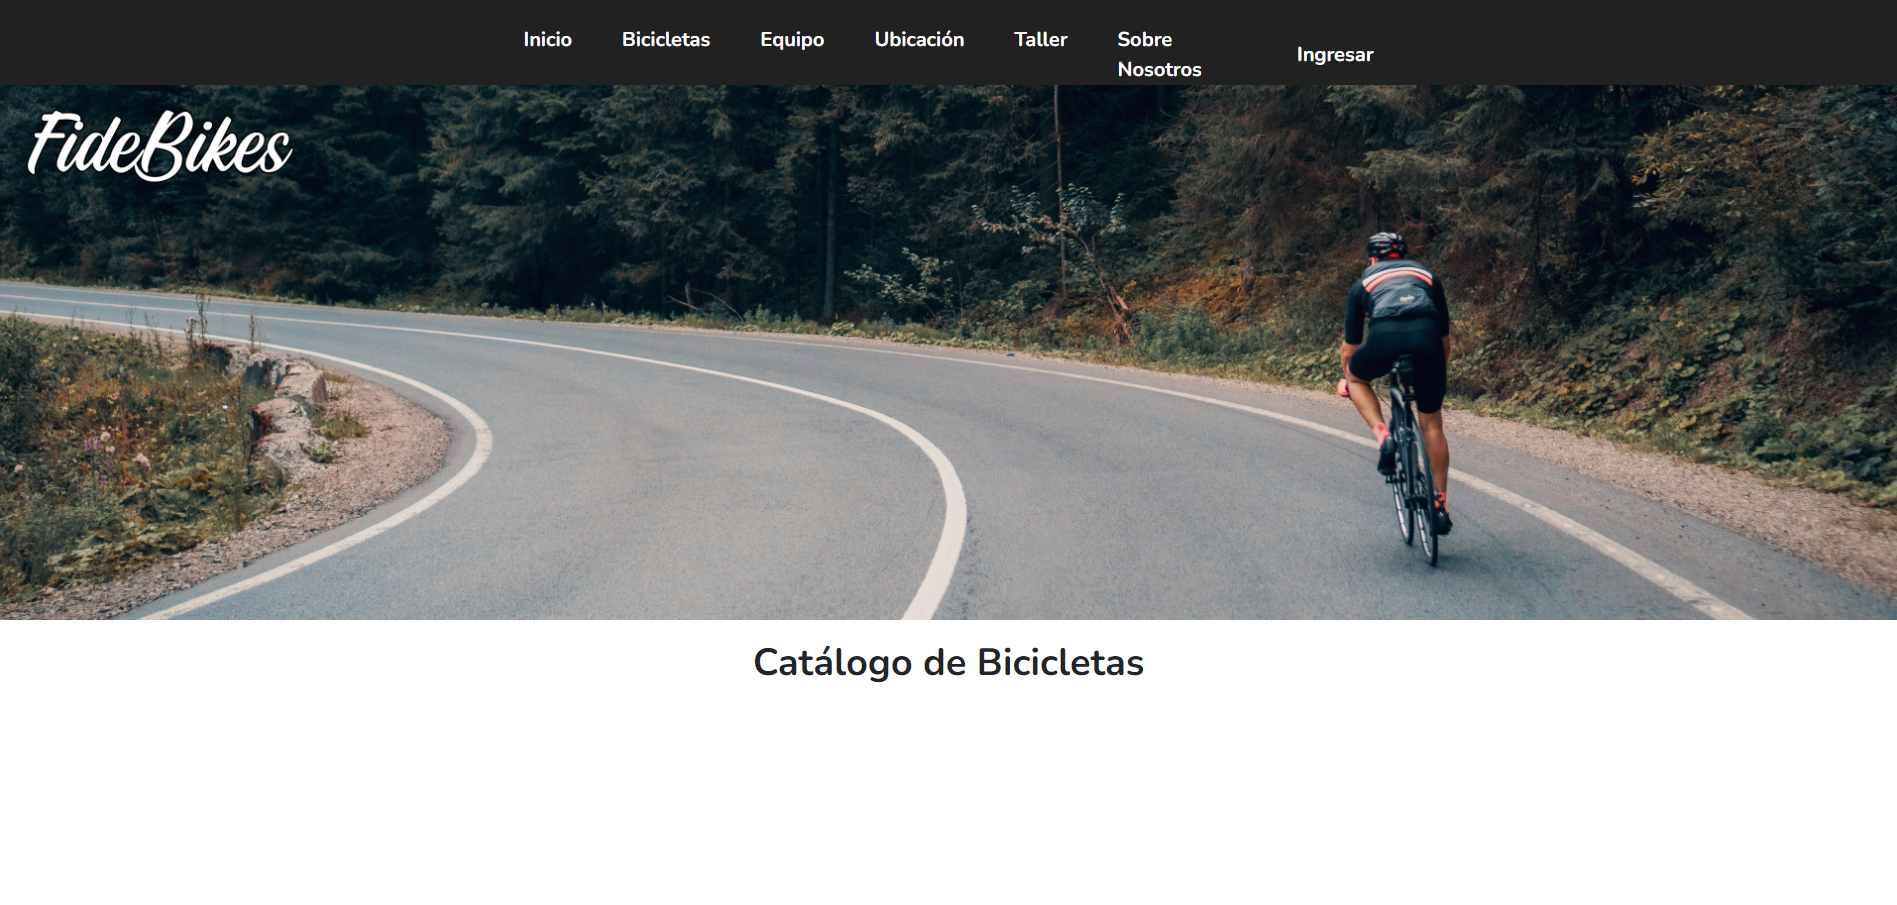 Inicio Bicicletas Equipo Ubicación Taller Sobre Nosotros Ingresar
FideBikes
Catálogo de Bicicletas